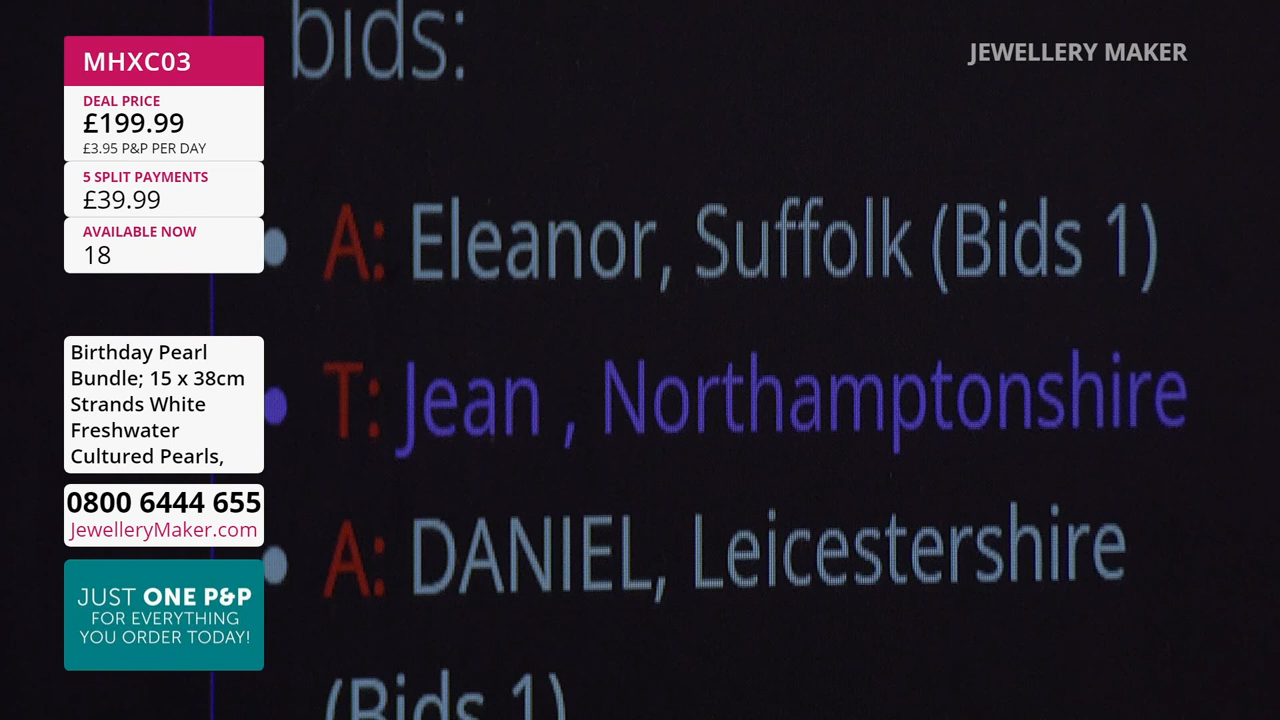 MHXC03
DEAL PRICE
£199.99
£3.95 P&P PER DAY
5 SPLIT PAYMENTS
£39.99
AVAILABLE NOW
18
Birthday Pearl
Bundle; 15 x 38cm
Strands White
Freshwater
Cultured Pearls,
0800 6444 655
JewelleryMaker.com
JUST ONE P&P
FOR EVERYTHING
YOU ORDER TODAY!
JEWELLERY MAKER
bids:
• A: Eleanor, Suffolk (Bids 1)
• T: Jean , Northamptonshire
• A: DANIEL, Leicestershire
(Bids 1)